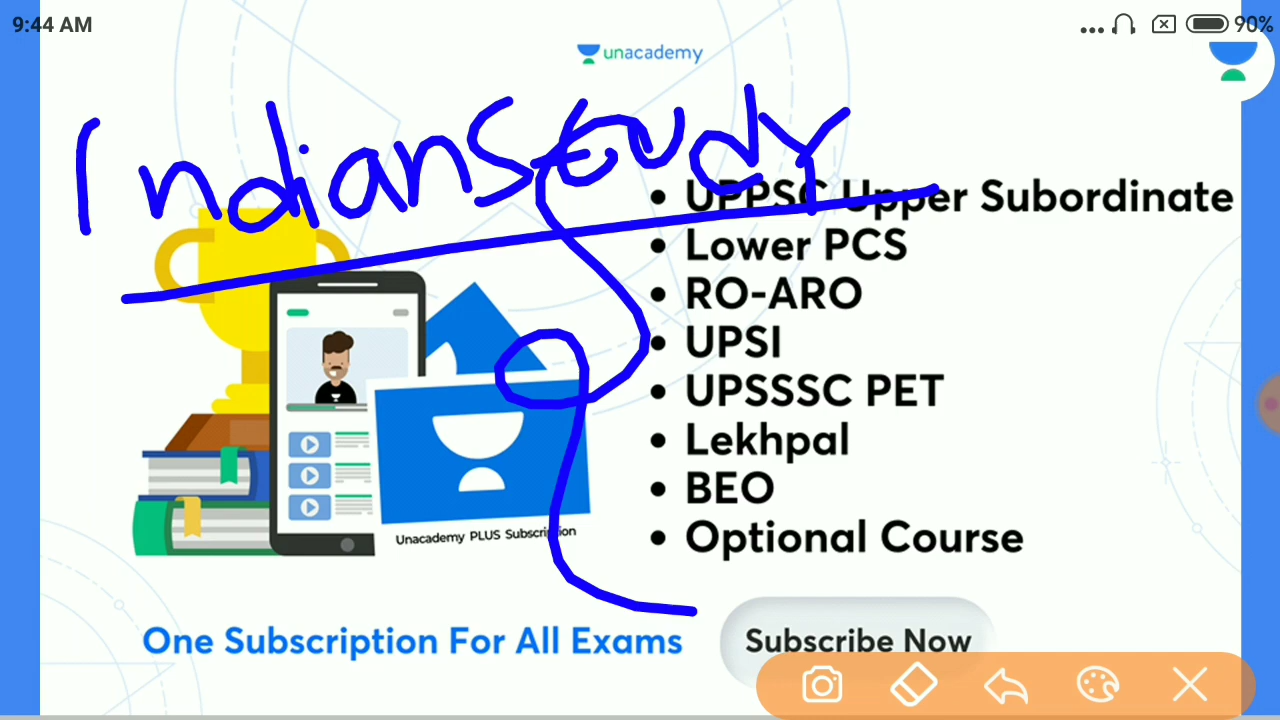 9:44 AM
90%
unacademy
Indianstudy
• UPPSC Upper Subordinate
• Lower PCS
• RO-ARO
• UPSI
• UPSSSC PET
• Lekhpal
• BEO
• Optional Course
Unacademy PLUS Subscription
One Subscription For All Exams
Subscribe Now